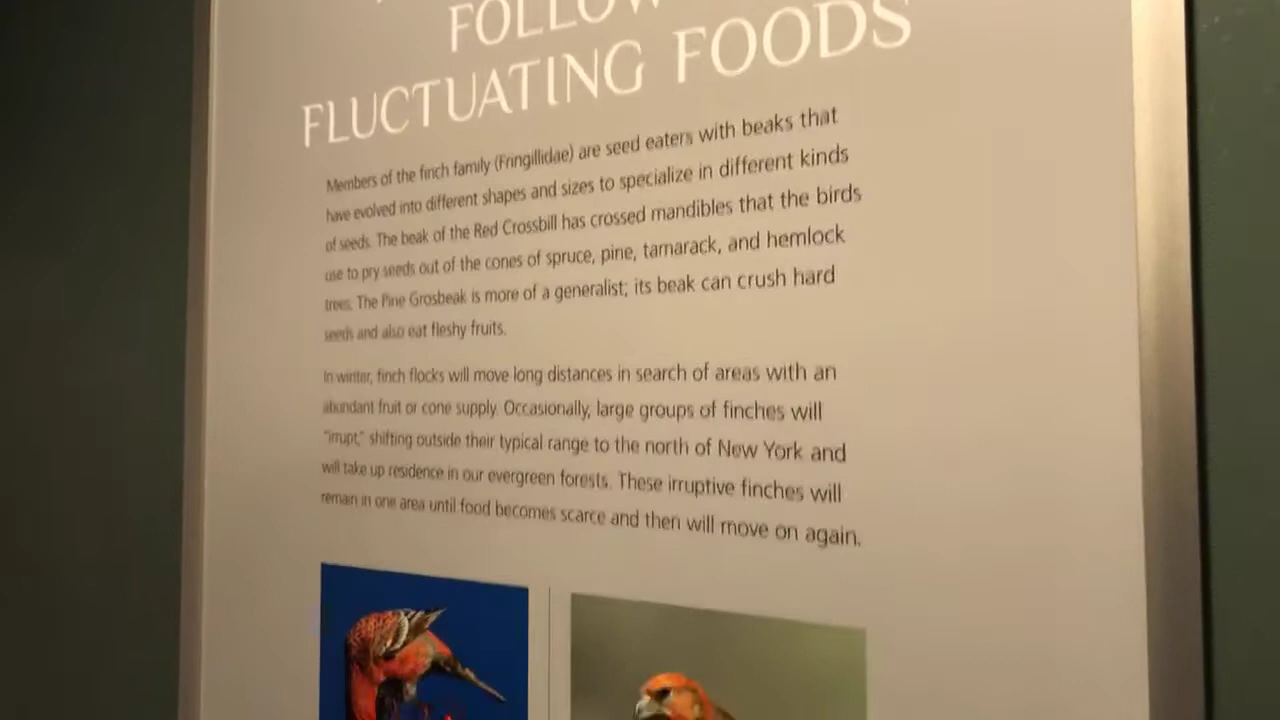 FOLLOW
FLUCTUATING FOODS
Members of the finch family (Fringillidae) are seed eaters with beaks that
have evolved into different shapes and sizes to specialize in different kinds
of seeds. The beak of the Red Crossbill has crossed mandibles that the birds
use to pry seeds out of the cones of spruce, pine, tamarack, and hemlock
trees. The Pine Grosbeak is more of a generalist; its beak can crush hard
seeds and also eat fleshy fruits.
In winter, finch flocks will move long distances in search of areas with an
abundant fruit or cone supply. Occasionally, large groups of finches will
"irrupt," shifting outside their typical range to the north of New York and
will take up residence in our evergreen forests. These irruptive finches will
remain in one area until food becomes scarce and then will move on again.